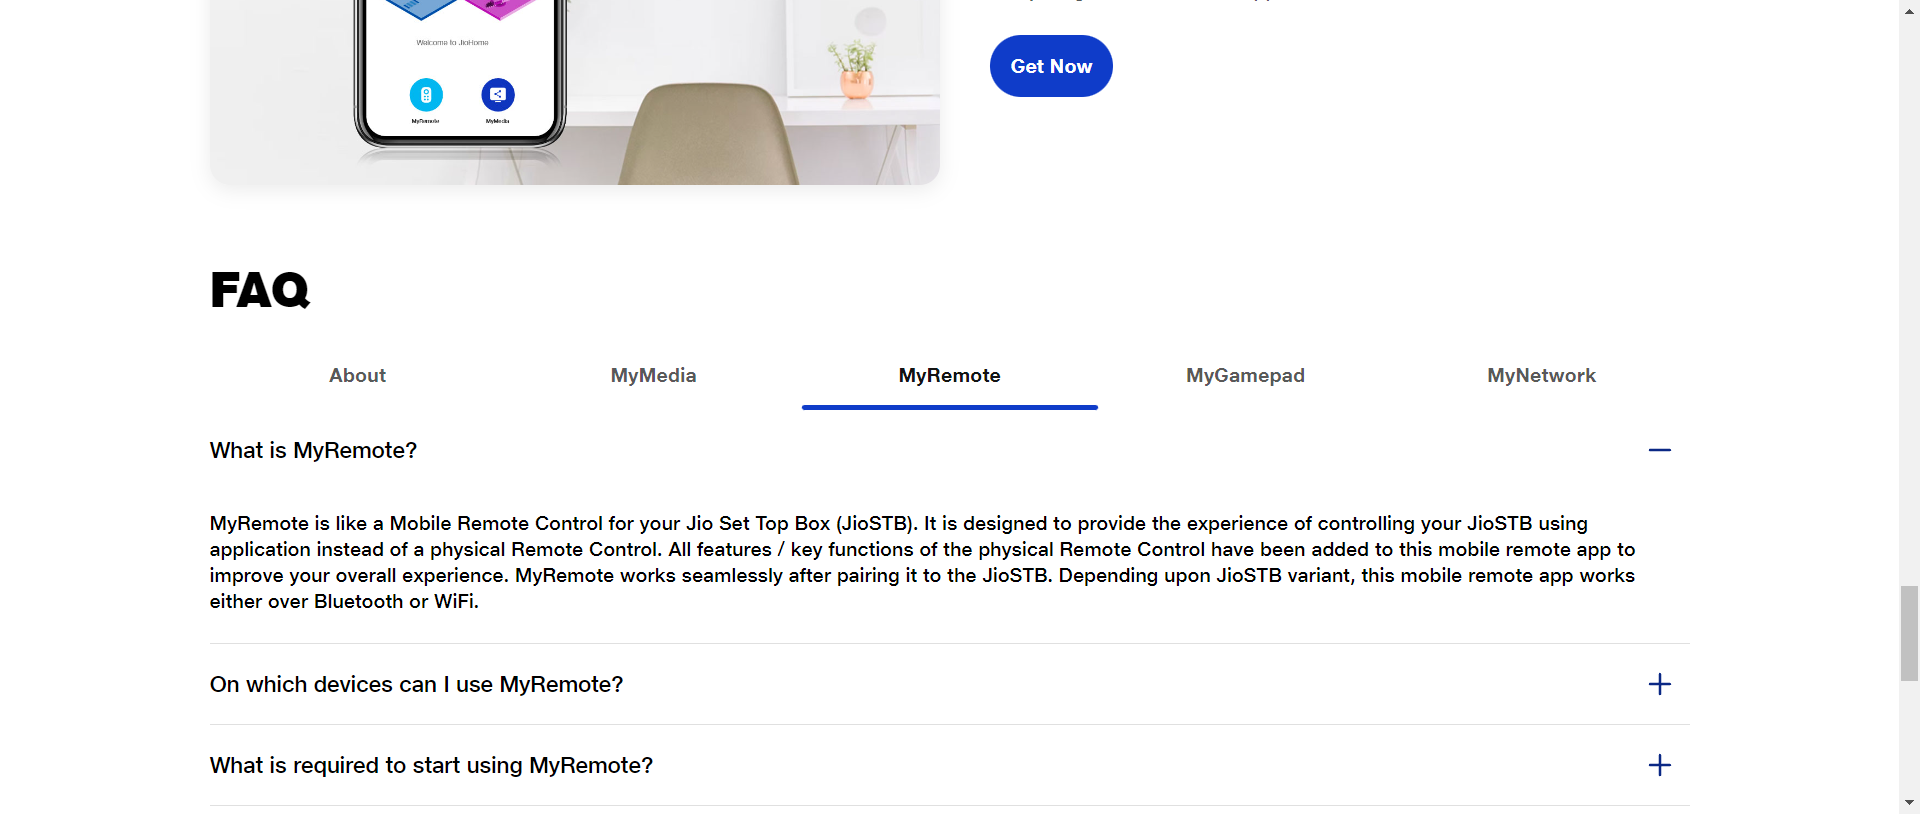 Welcome to JioHome
MyRemote MyMedia
Get Now
FAQ
About MyMedia MyRemote MyGamepad MyNetwork
What is MyRemote?
MyRemote is like a Mobile Remote Control for your Jio Set Top Box (JioSTB). It is designed to provide the experience of controlling your JioSTB using
application instead of a physical Remote Control. All features / key functions of the physical Remote Control have been added to this mobile remote app to
improve your overall experience. MyRemote works seamlessly after pairing it to the JioSTB. Depending upon JioSTB variant, this mobile remote app works
either over Bluetooth or WiFi.
On which devices can I use MyRemote?
What is required to start using MyRemote?